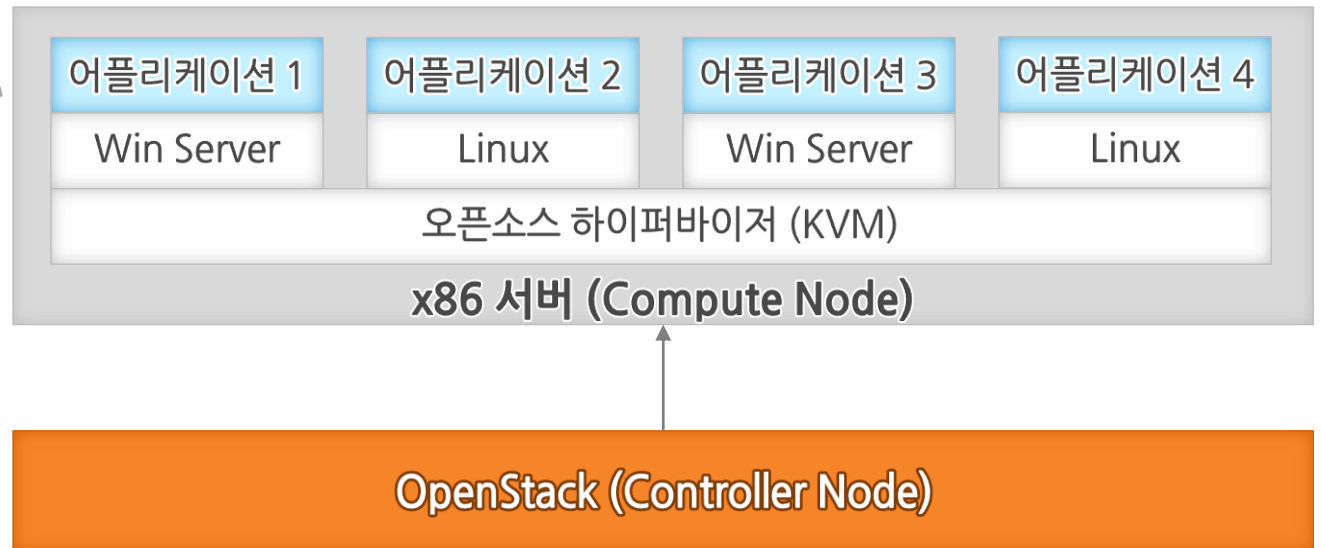 어플리케이션 1
어플리케이션 2
어플리케이션 3
어플리케이션 4
Win Server
Linux
Win Server
Linux
오픈소스 하이퍼바이저 (KVM)
x86 서버 (Compute Node)
OpenStack (Controller Node)